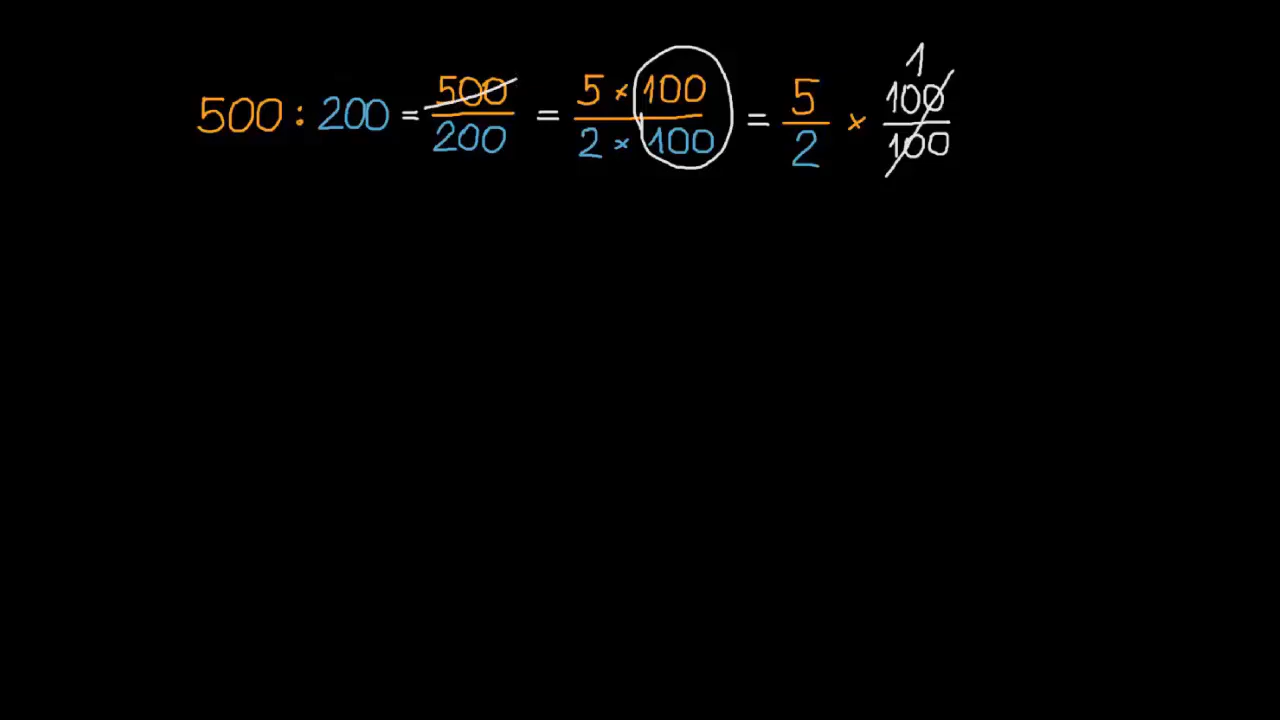 500 : 200 = 500/200 = 5 × 100 / 2 × 100 = 5/2 × 100/100 1